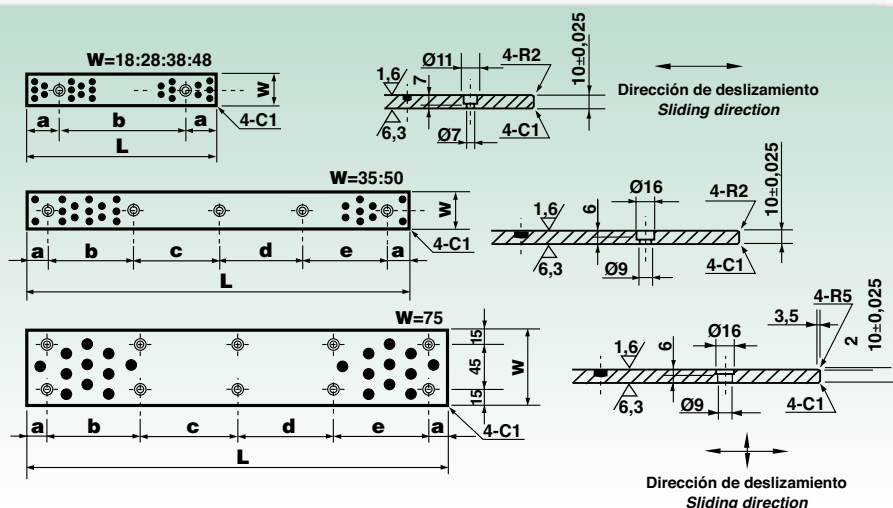 W=18:28:38:48
W
a
b
a
4-C1
L
Ø11
4-R2
10±0,025
1,6
7
6,3
Ø7
4-C1
Dirección de deslizamiento
Sliding direction
W=35:50
W
a
b
c
d
e
a
4-C1
L
Ø16
4-R2
10±0,025
1,6
6
6,3
Ø9
4-C1
W=75
15
45
15
W
a
b
c
d
e
a
4-C1
L
4-R5
3,5
2
10±0,025
Ø16
1,6
6
6,3
Ø9
4-C1
Dirección de deslizamiento
Sliding direction